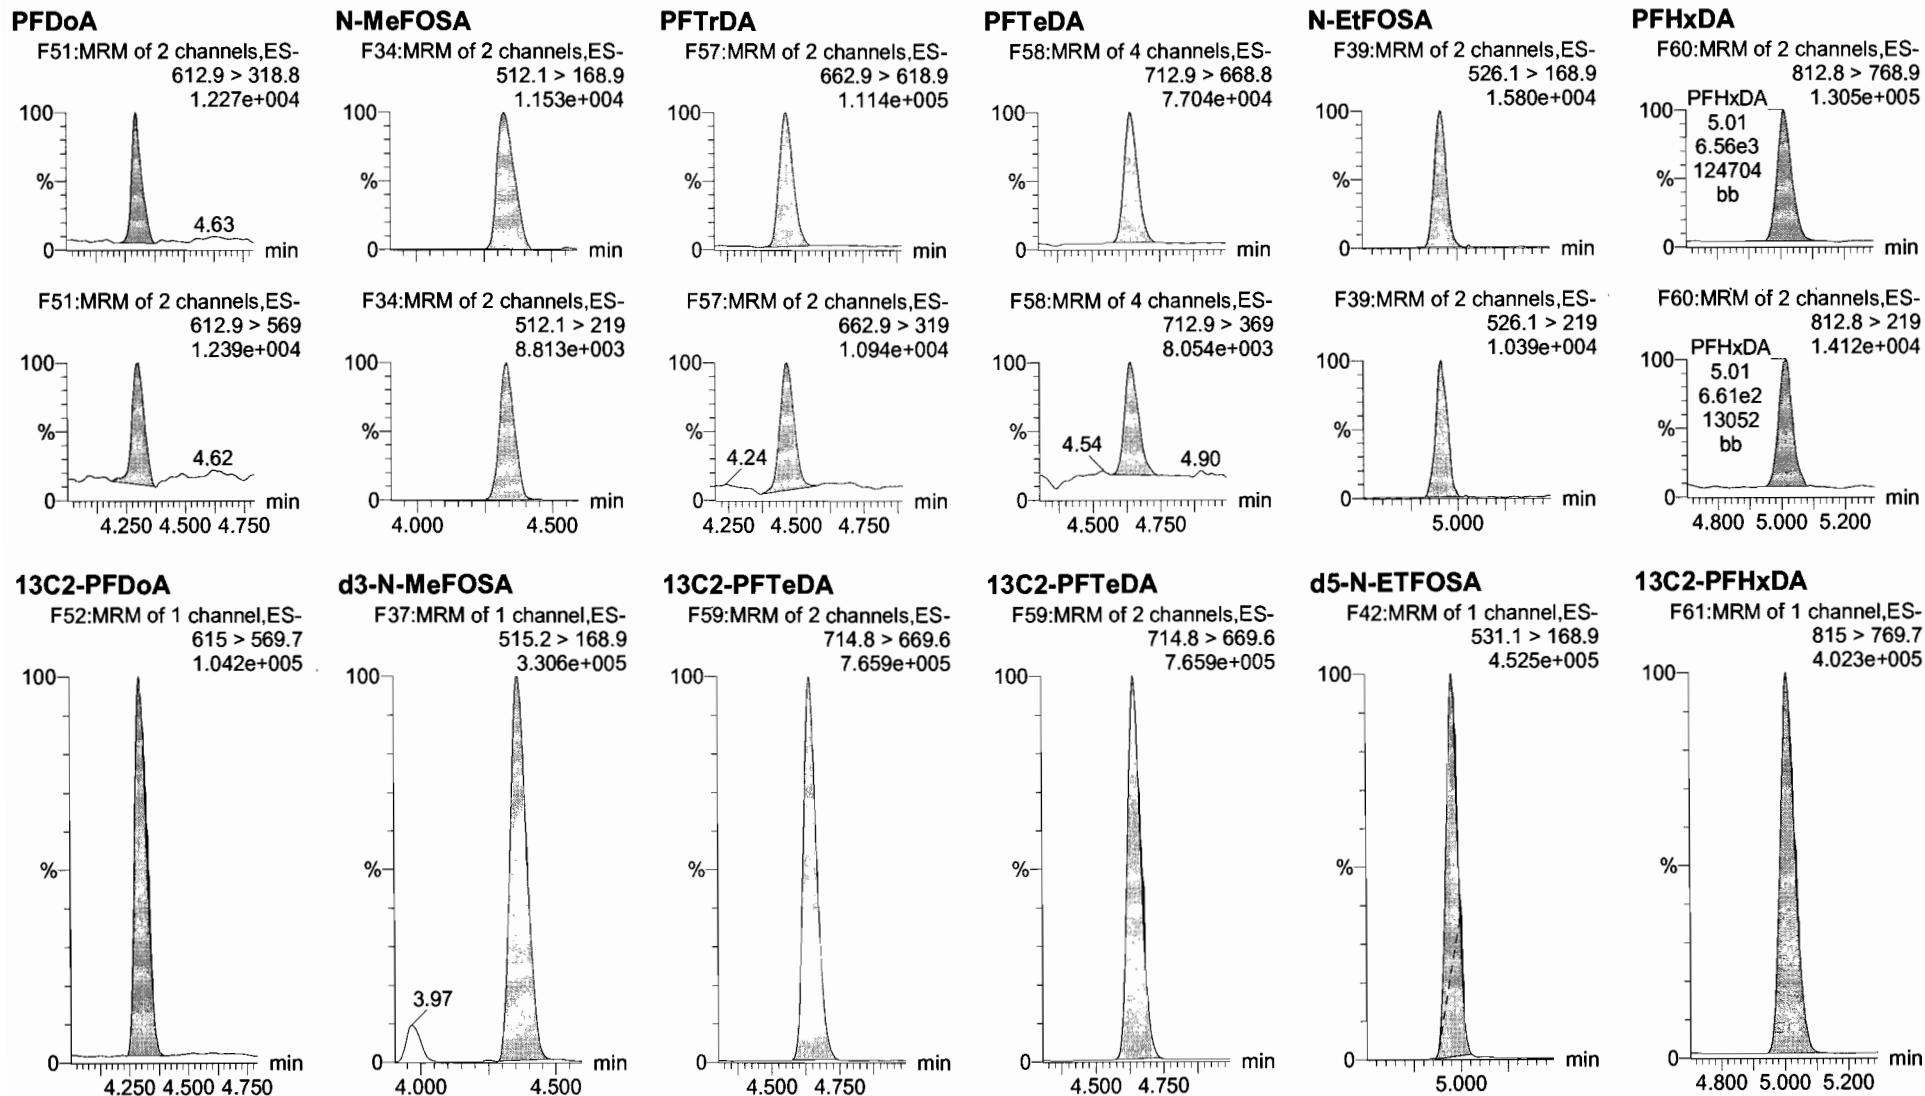 PFDoA
F51:MRM of 2 channels,ES-
612.9 > 318.8
1.227e+004
100
%
4.63
0
min
F51:MRM of 2 channels,ES-
612.9 > 569
1.239e+004
100
%
4.62
0
min
4.250 4.500 4.750
N-MeFOSA
F34:MRM of 2 channels,ES-
512.1 > 168.9
1.153e+004
100
%
0
min
F34:MRM of 2 channels,ES-
512.1 > 219
8.813e+003
100
%
0
min
4.000 4.500
PFTrDA
F57:MRM of 2 channels,ES-
662.9 > 618.9
1.114e+005
100
%
0
min
F57:MRM of 2 channels,ES-
662.9 > 319
1.094e+004
100
%
4.24
0
min
4.250 4.500 4.750
PFTeDA
F58:MRM of 4 channels,ES-
712.9 > 668.8
7.704e+004
100
%
0
min
F58:MRM of 4 channels,ES-
712.9 > 369
8.054e+003
100
%
4.54
4.90
0
min
4.500 4.750
N-EtFOSA
F39:MRM of 2 channels,ES-
526.1 > 168.9
1.580e+004
100
%
0
min
F39:MRM of 2 channels,ES-
526.1 > 219
1.039e+004
100
%
0
min
5.000
PFHxDA
F60:MRM of 2 channels,ES-
812.8 > 768.9
1.305e+005
100
PFHxDA
5.01
6.56e3
124704
bb
%
0
min
F60:MRM of 2 channels,ES-
812.8 > 219
1.412e+004
100
PFHxDA
5.01
6.61e2
13052
bb
%
0
min
4.800 5.000 5.200
13C2-PFDoA
F52:MRM of 1 channel,ES-
615 > 569.7
1.042e+005
100
%
0
min
4.250 4.500 4.750
d3-N-MeFOSA
F37:MRM of 1 channel,ES-
515.2 > 168.9
3.306e+005
100
%
3.97
0
min
4.000 4.500
13C2-PFTeDA
F59:MRM of 2 channels,ES-
714.8 > 669.6
7.659e+005
100
%
0
min
4.500 4.750
13C2-PFTeDA
F59:MRM of 2 channels,ES-
714.8 > 669.6
7.659e+005
100
%
0
min
4.500 4.750
d5-N-ETFOSA
F42:MRM of 1 channel,ES-
531.1 > 168.9
4.525e+005
100
%
0
min
5.000
13C2-PFHxDA
F61:MRM of 1 channel,ES-
815 > 769.7
4.023e+005
100
%
0
min
4.800 5.000 5.200